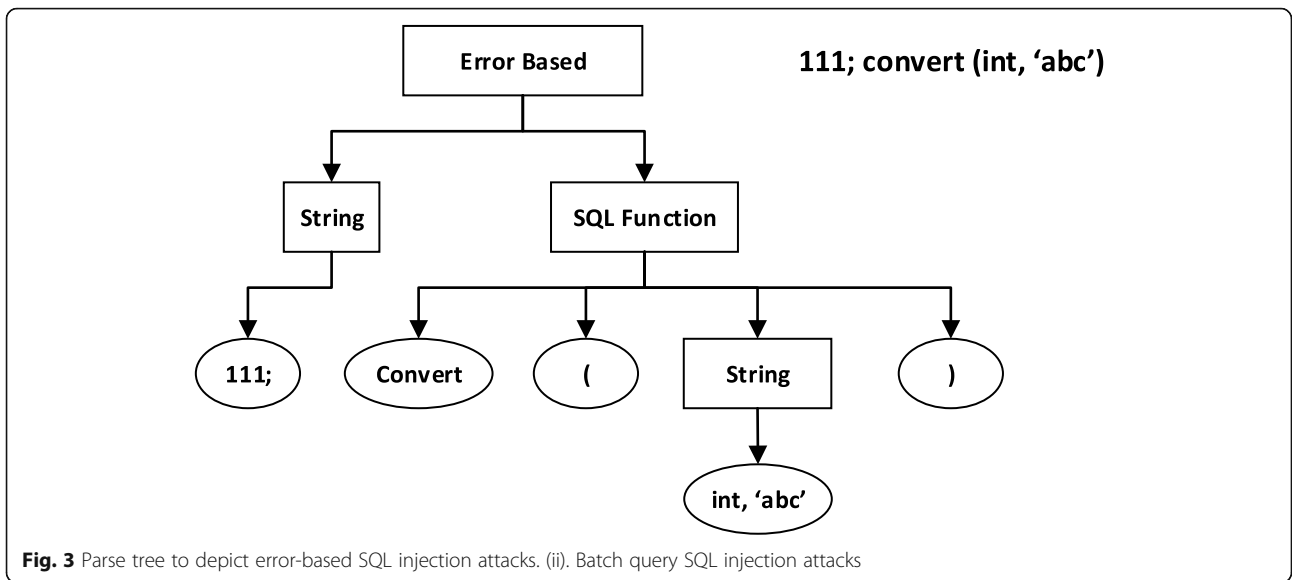 Error Based
111; convert (int, ‘abc’)
String
SQL Function
111;
Convert
(
String
)
int, ‘abc’
Fig. 3 Parse tree to depict error-based SQL injection attacks. (ii). Batch query SQL injection attacks